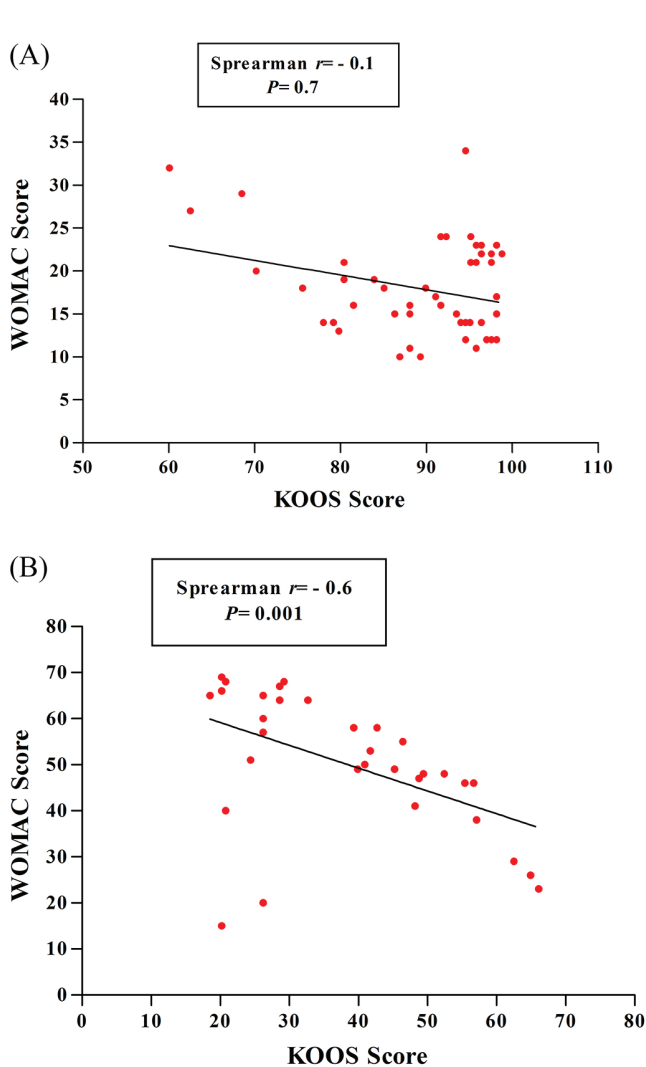 (A)
Sprearman r= - 0.1
P= 0.7
WOMAC Score
40
35
30
25
20
15
10
5
0
50 60 70 80 90 100 110
KOOS Score
(B)
Sprearman r= - 0.6
P= 0.001
WOMAC Score
80
70
60
50
40
30
20
10
0
0 10 20 30 40 50 60 70 80
KOOS Score